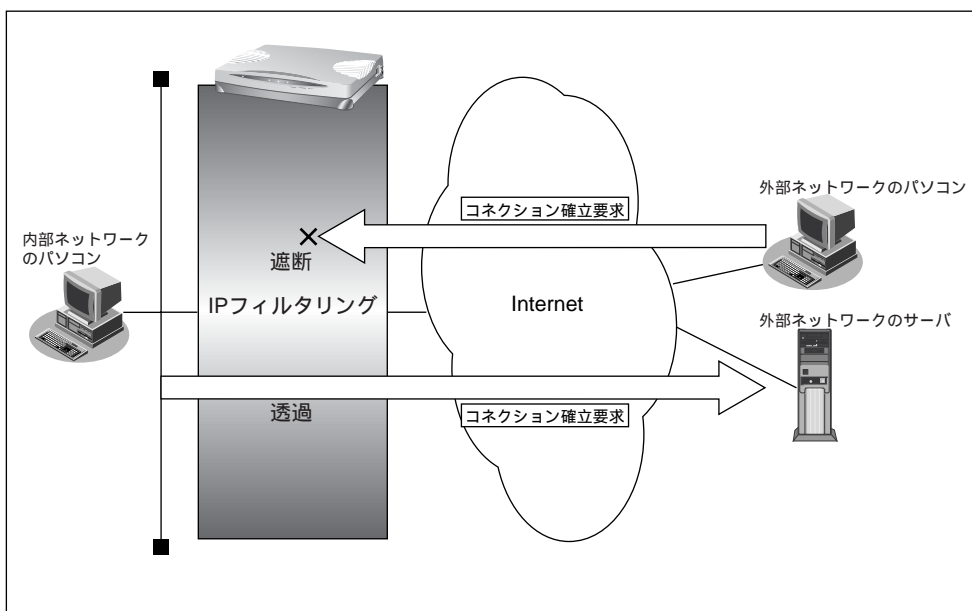 コネクション確立要求
外部ネットワークのパソコン
内部ネットワーク
のパソコン
遮断
IPフィルタリング
Internet
外部ネットワークのサーバ
透過
コネクション確立要求